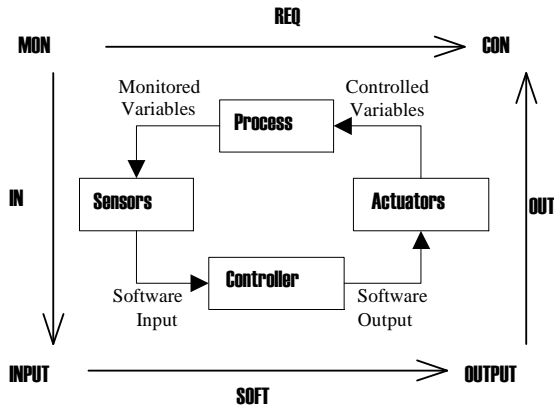 REQ
MON
CON
Monitored
Variables
Controlled
Variables
Process
IN
Sensors
Actuators
OUT
Controller
Software
Input
Software
Output
INPUT
OUTPUT
SOFT